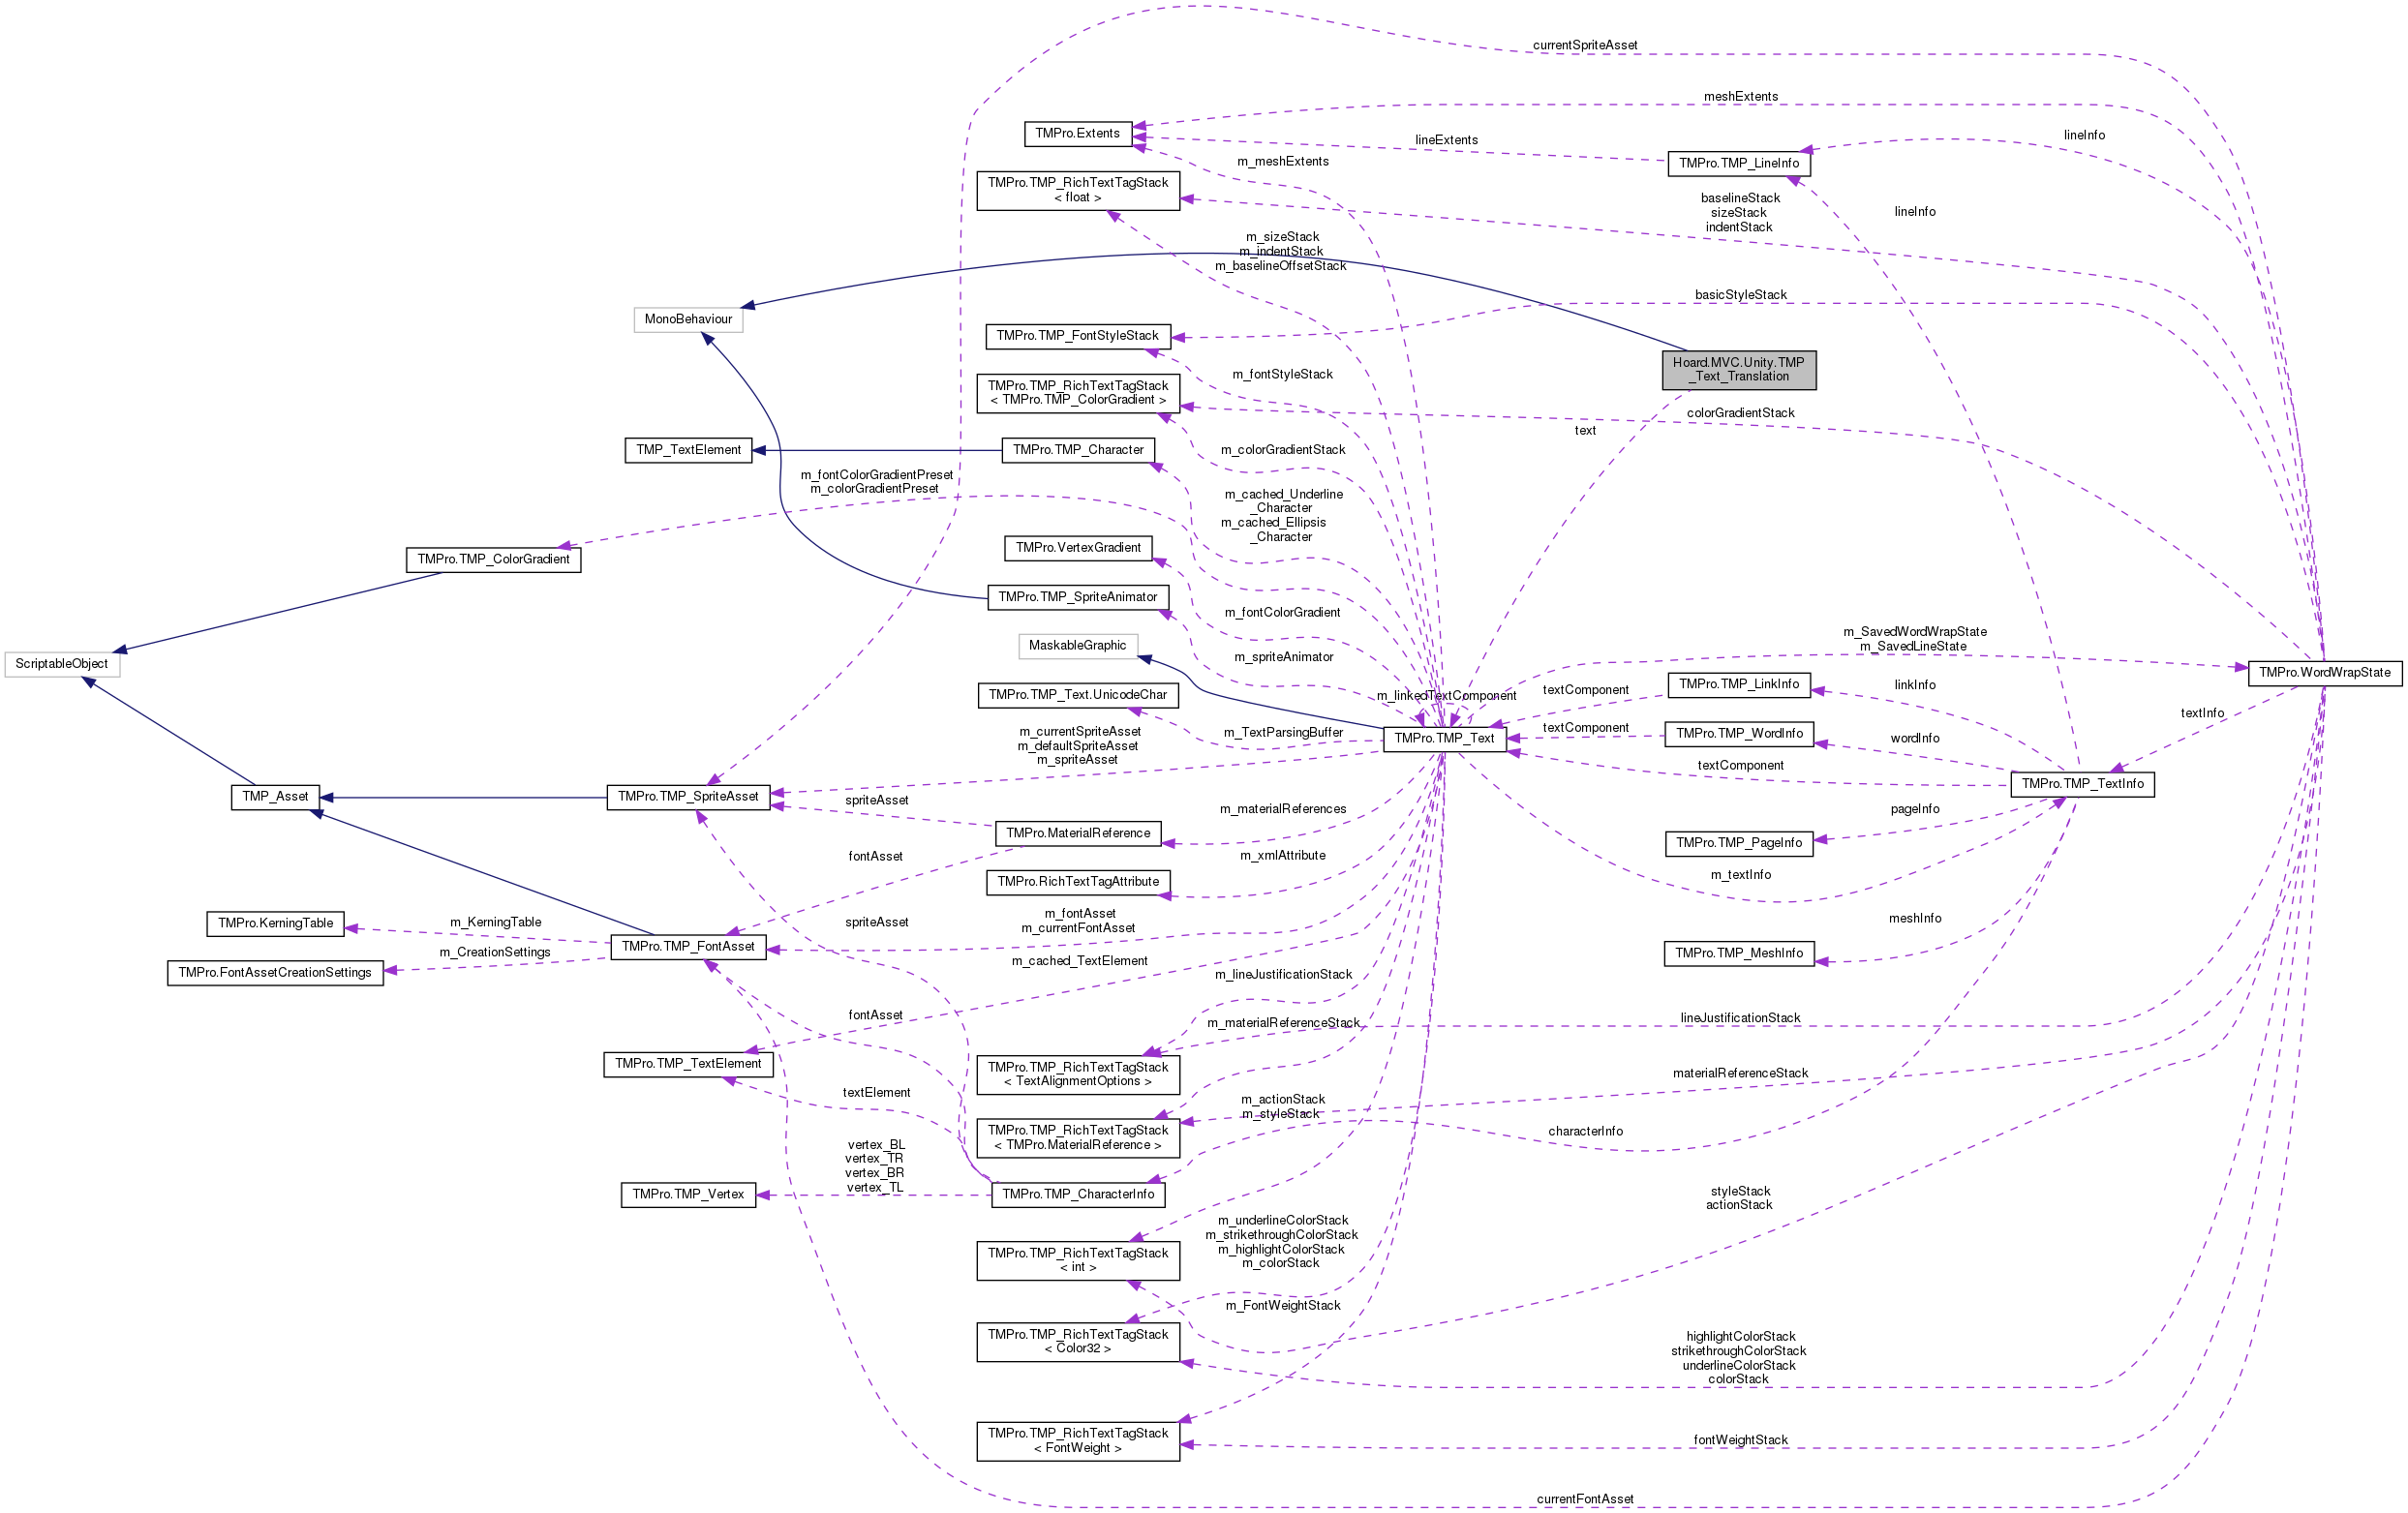 currentSpriteAsset
meshExtents
TMPro.Extents
lineExtents
lineInfo
m_meshExtents
TMPro.TMP_LineInfo
TMPro.TMP_RichTextTagStack
< float >
baselineStack
sizeStack
indentStack
lineInfo
m_sizeStack
m_indentStack
m_baselineOffsetStack
MonoBehaviour
basicStyleStack
TMPro.TMP_FontStyleStack
Hoard.MVC.Unity.TMP
_Text_Translation
m_fontStyleStack
TMPro.TMP_RichTextTagStack
< TMPro.TMP_ColorGradient >
colorGradientStack
text
TMP_TextElement
TMPro.TMP_Character
m_colorGradientStack
m_fontColorGradientPreset
m_colorGradientPreset
m_cached_Underline
_Character
m_cached_Ellipsis
_Character
TMPro.TMP_ColorGradient
TMPro.VertexGradient
TMPro.TMP_SpriteAnimator
m_fontColorGradient
ScriptableObject
MaskableGraphic
m_spriteAnimator
m_SavedWordWrapState
m_SavedLineState
TMPro.WordWrapState
TMPro.TMP_Text.UnicodeChar
m_linkedTextComponent
textComponent
TMPro.TMP_LinkInfo
linkInfo
textInfo
m_currentSpriteAsset
m_defaultSpriteAsset
m_spriteAsset
m_TextParsingBuffer
TMPro.TMP_Text
textComponent
TMPro.TMP_WordInfo
wordInfo
textComponent
TMP_Asset
TMPro.TMP_SpriteAsset
spriteAsset
TMPro.TMP_TextInfo
TMPro.MaterialReference
m_materialReferences
pageInfo
TMPro.TMP_PageInfo
fontAsset
m_xmlAttribute
TMPro.RichTextTagAttribute
m_textInfo
TMPro.KerningTable
m_KerningTable
spriteAsset
m_fontAsset
m_currentFontAsset
meshInfo
TMPro.TMP_FontAsset
m_CreationSettings
TMPro.FontAssetCreationSettings
m_cached_TextElement
TMPro.TMP_MeshInfo
m_lineJustificationStack
fontAsset
m_materialReferenceStack
lineJustificationStack
TMPro.TMP_TextElement
TMPro.TMP_RichTextTagStack
< TextAlignmentOptions >
materialReferenceStack
textElement
m_actionStack
m_styleStack
TMPro.TMP_RichTextTagStack
< TMPro.MaterialReference >
characterInfo
vertex_BL
vertex_TR
vertex_BR
vertex_TL
TMPro.TMP_Vertex
TMPro.TMP_CharacterInfo
styleStack
actionStack
m_underlineColorStack
m_strikethroughColorStack
m_highlightColorStack
m_colorStack
TMPro.TMP_RichTextTagStack
< int >
m_FontWeightStack
TMPro.TMP_RichTextTagStack
< Color32 >
highlightColorStack
strikethroughColorStack
underlineColorStack
colorStack
TMPro.TMP_RichTextTagStack
< FontWeight >
fontWeightStack
currentFontAsset